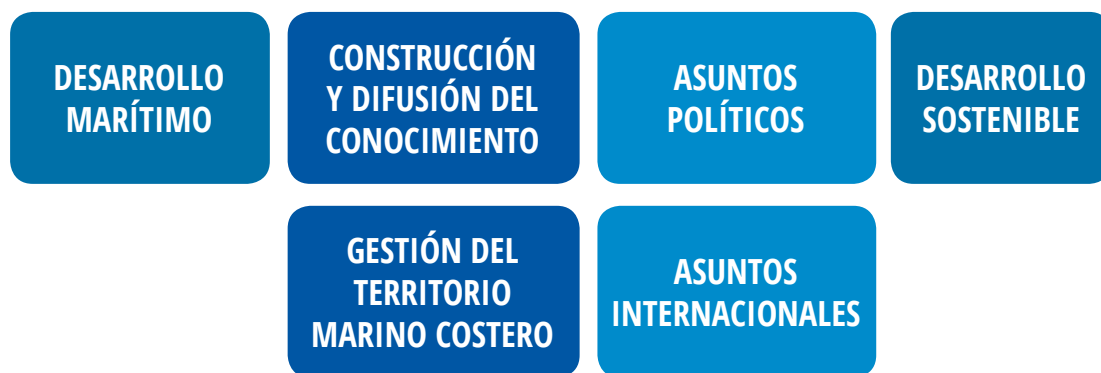 DESARROLLO
MARÍTIMO
CONSTRUCCIÓN
Y DIFUSIÓN DEL
CONOCIMIENTO
ASUNTOS
POLÍTICOS
DESARROLLO
SOSTENIBLE
GESTIÓN DEL
TERRITORIO
MARINO COSTERO
ASUNTOS
INTERNACIONALES